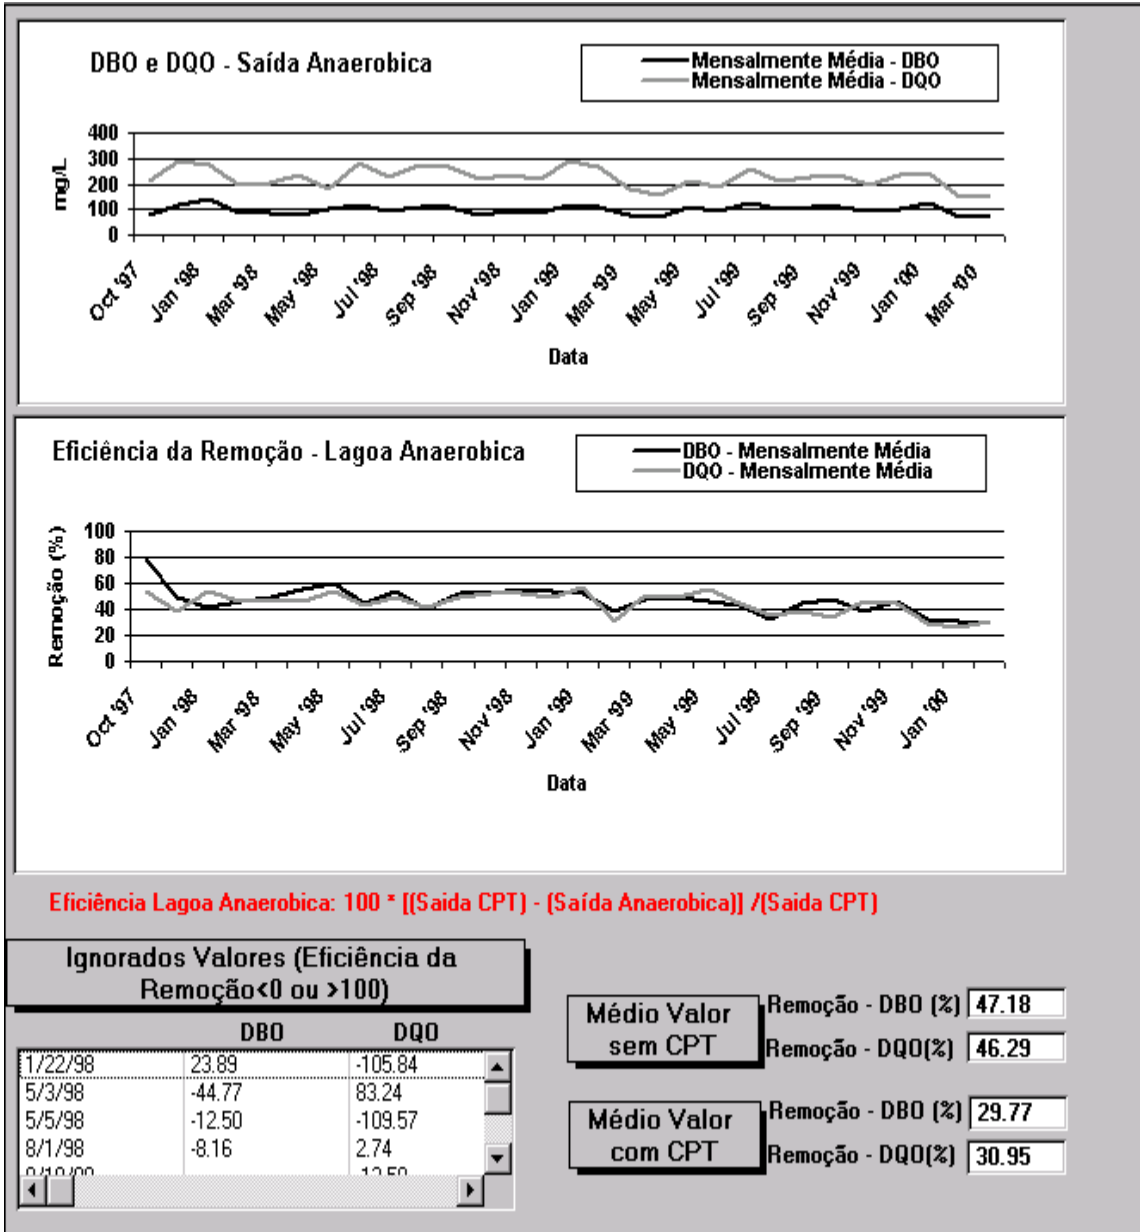 DBO e DQO - Saída Anaerobica
Mensalmente Média - DBO
Mensalmente Média - DQO
400
300
200
100
0
mg/L
Oct '97
Jan '98
Mar '98
May '98
Jul '98
Sep '98
Nov '98
Jan '99
Mar '99
May '99
Jul '99
Sep '99
Nov '99
Jan '00
Mar '00
Data
Eficiência da Remoção - Lagoa Anaerobica
DBO - Mensalmente Média
DQO - Mensalmente Média
100
80
60
40
20
0
Remoção (%)
Oct '97
Jan '98
Mar '98
May '98
Jul '98
Sep '98
Nov '98
Jan '99
Mar '99
May '99
Jul '99
Sep '99
Nov '99
Jan '00
Data
Eficiência Lagoa Anaerobica: 100 * [(Saida CPT) - (Saída Anaerobica)] /(Saida CPT)
Ignorados Valores (Eficiência da
Remoção<0 ou >100)
DBO DQO
1/22/98 23.89 -105.84
5/3/98 -44.77 83.24
5/5/98 -12.50 -109.57
8/1/98 -8.16 2.74
Médio Valor
sem CPT
Remoção - DBO (%) 47.18
Remoção - DQO(%) 46.29
Médio Valor
com CPT
Remoção - DBO (%) 29.77
Remoção - DQO(%) 30.95